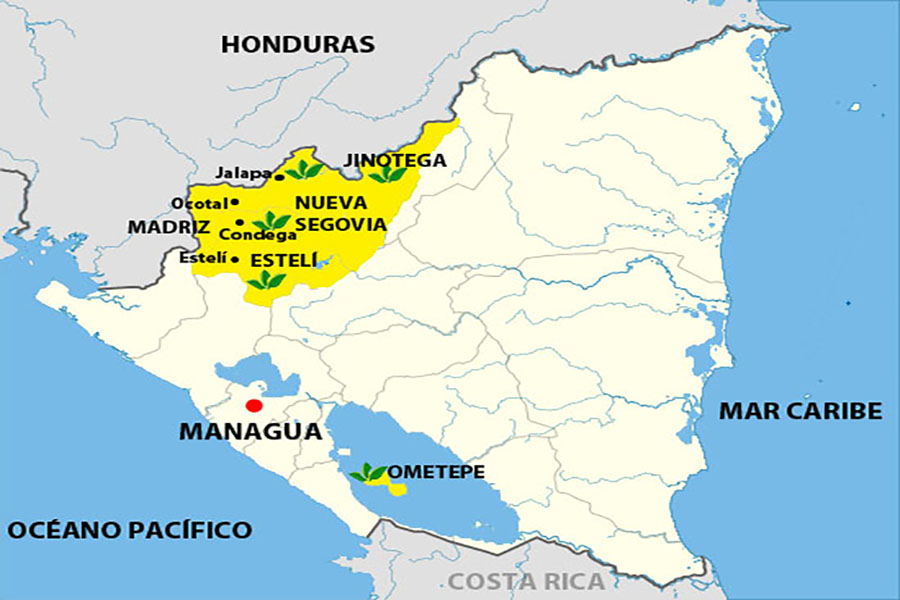 HONDURAS
JINOTEGA
Jalapa
Ocotal
NUEVA
SEGOVIA
MADRIZ
Condega
Estelí
ESTELÍ
MAR CARIBE
MANAGUA
OMETEPE
OCÉANO PACÍFICO
COSTA RICA